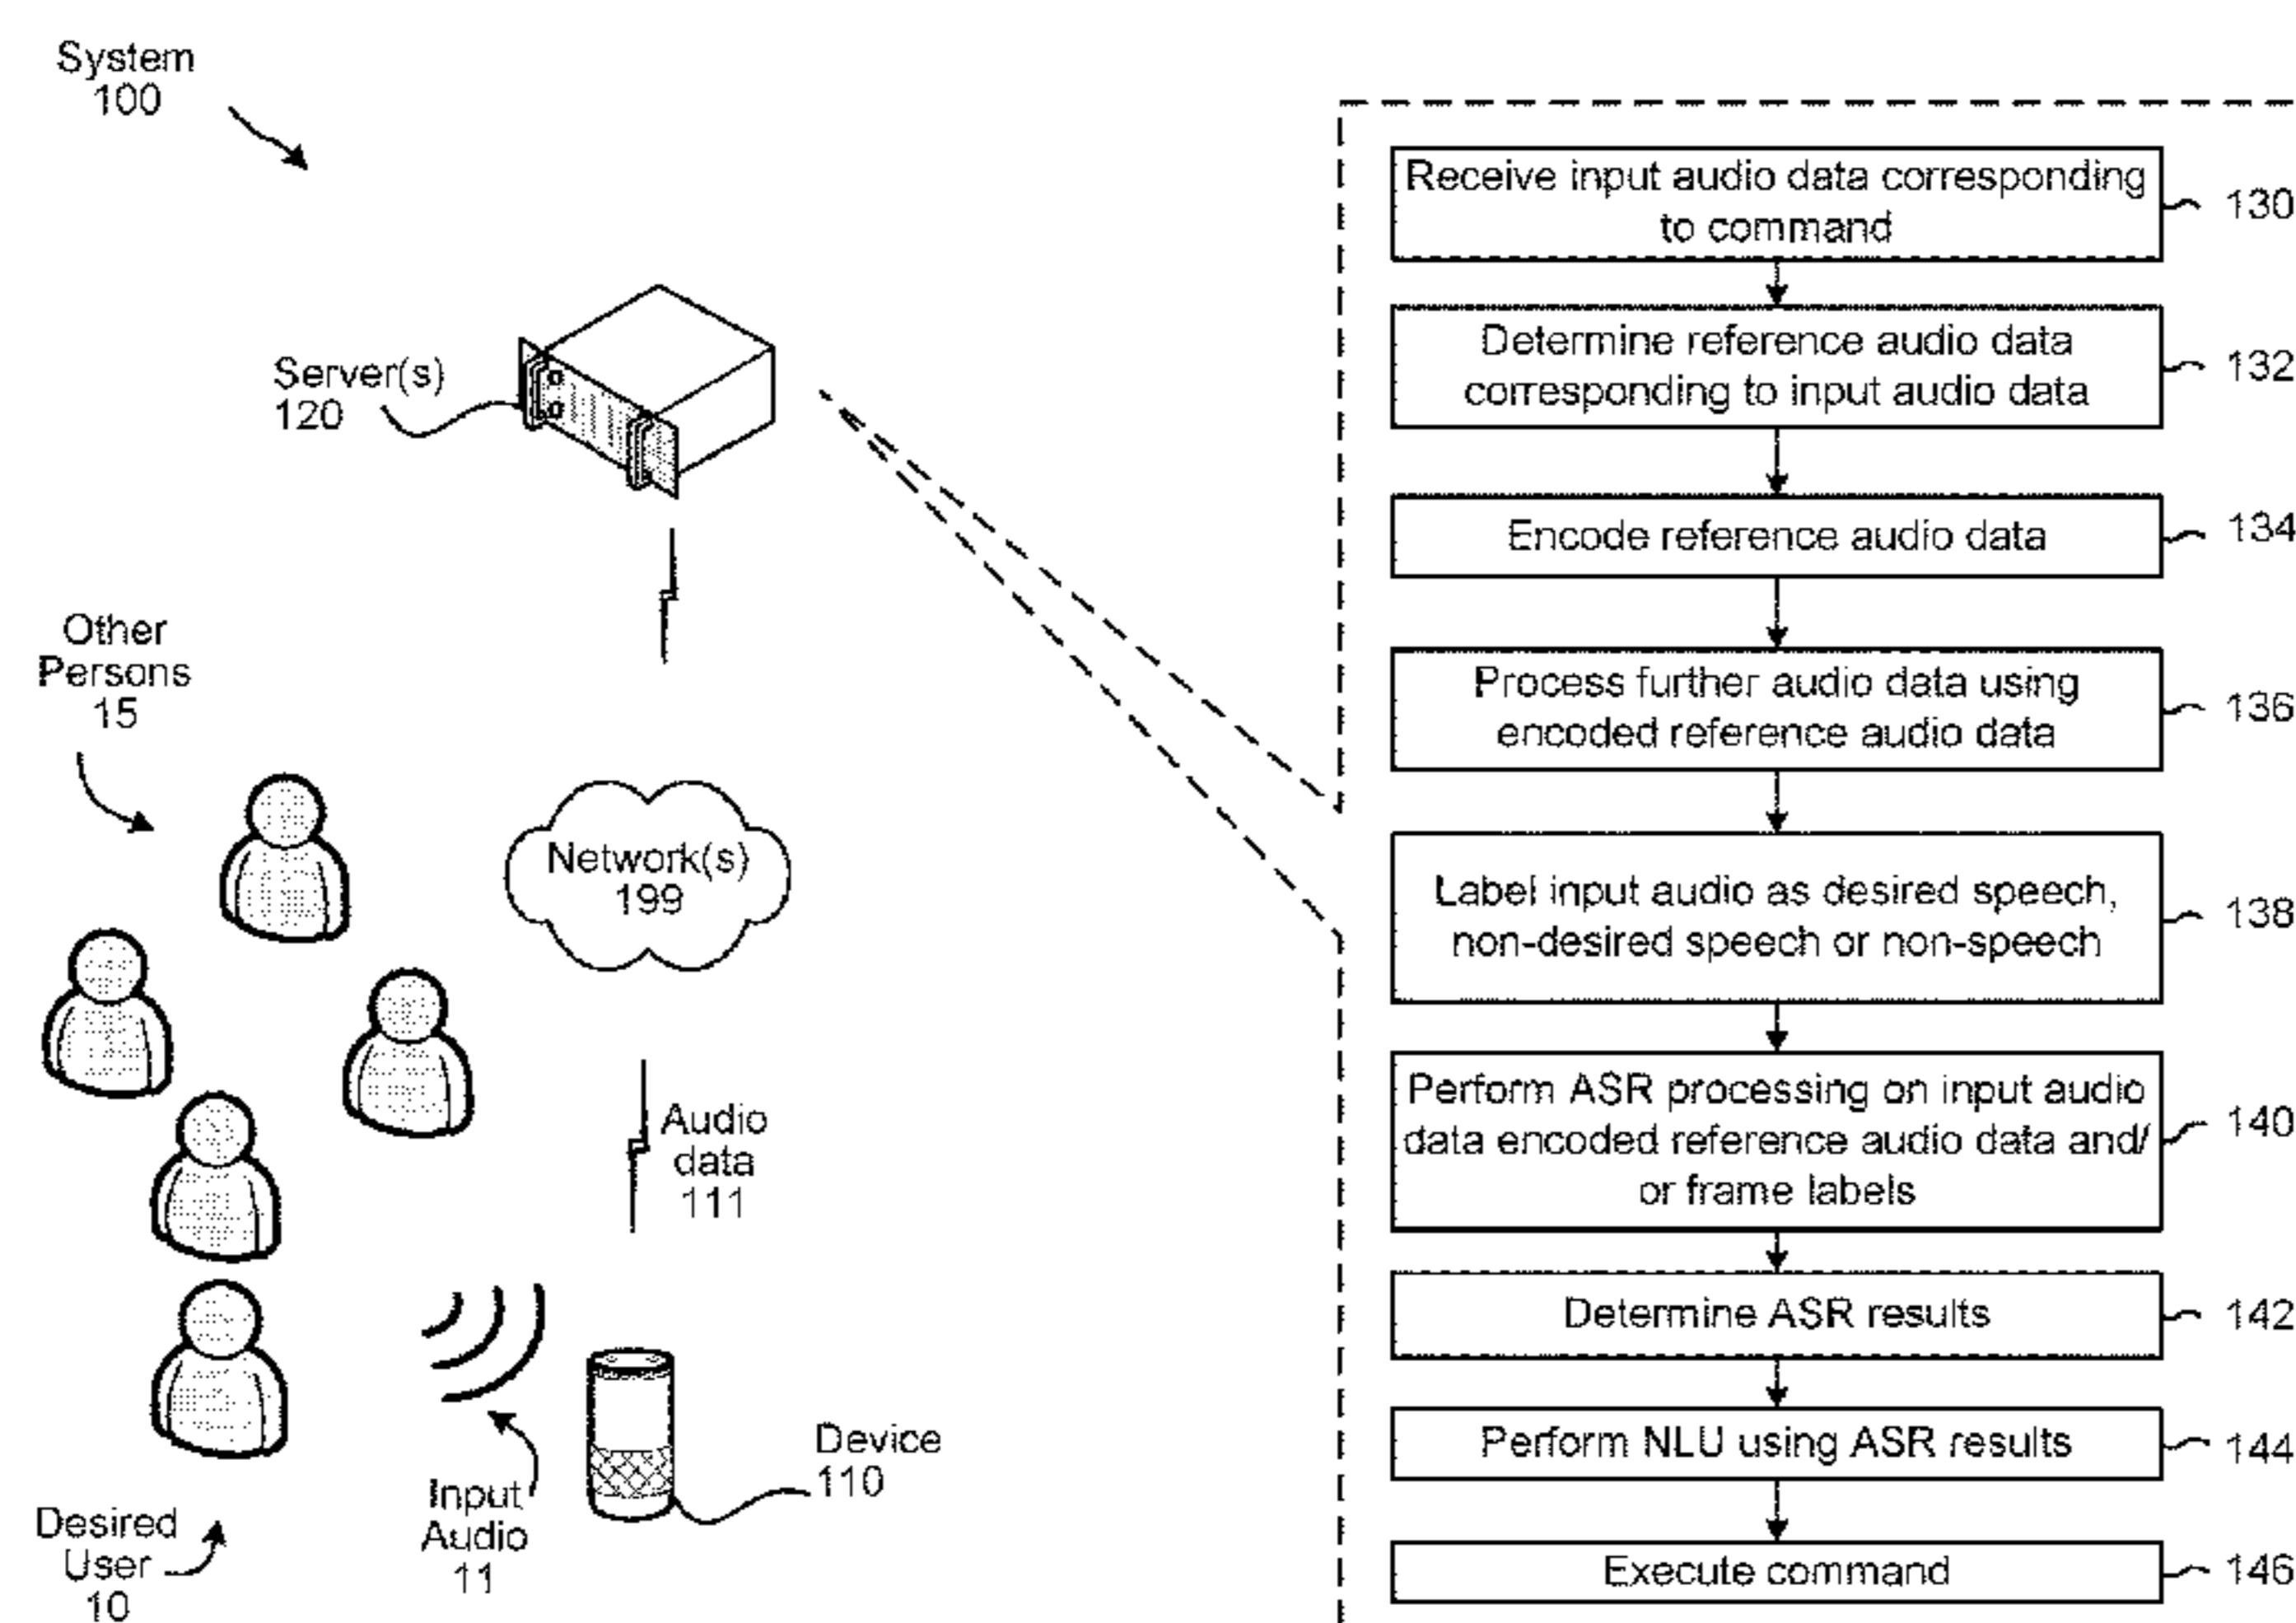 System
100
Server(s)
120
Other
Persons
15
Network(s)
199
Audio
data
111
Device
110
Input
Audio
11
Desired
User
10
Receive input audio data corresponding
to command
130
Determine reference audio data
corresponding to input audio data
132
Encode reference audio data
134
Process further audio data using
encoded reference audio data
136
Label input audio as desired speech,
non-desired speech or non-speech
138
Perform ASR processing on input audio
data encoded reference audio data and/
or frame labels
140
Determine ASR results
142
Perform NLU using ASR results
144
Execute command
146